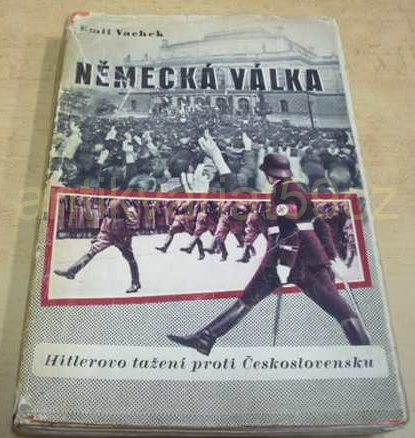 Emil Vachek
NĚMECKÁ VÁLKA
Hitlerovo tažení proti Československu